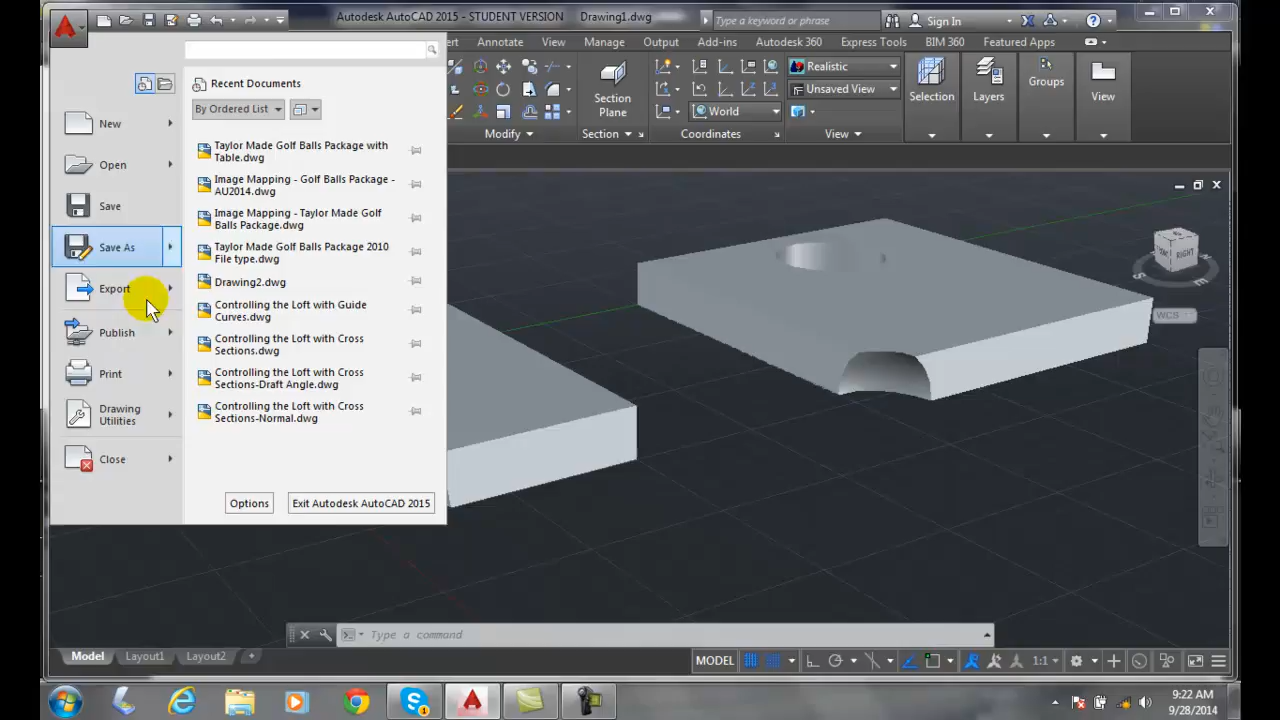 Autodesk AutoCAD 2015 - STUDENT VERSION Drawing1.dwg
Type a keyword or phrase
Sign In
Annotate View Manage Output Add-ins Autodesk 360 Express Tools BIM 360 Featured Apps
Recent Documents
By Ordered List
New
Open
Save
Save As
Export
Publish
Print
Drawing
Utilities
Close
Taylor Made Golf Balls Package with
Table.dwg
Image Mapping - Golf Balls Package -
AU2014.dwg
Image Mapping - Taylor Made Golf
Balls Package.dwg
Taylor Made Golf Balls Package 2010
File type.dwg
Drawing2.dwg
Controlling the Loft with Guide
Curves.dwg
Controlling the Loft with Cross
Sections.dwg
Controlling the Loft with Cross
Sections-Draft Angle.dwg
Controlling the Loft with Cross
Sections-Normal.dwg
Options
Exit Autodesk AutoCAD 2015
Modify
Section
Plane
Section
World
Coordinates
Realistic
Unsaved View
View
Selection
Layers
Groups
View
RIGHT
S
E
WCS
Type a command
Model Layout1 Layout2 +
MODEL
1:1
9:22 AM
9/28/2014